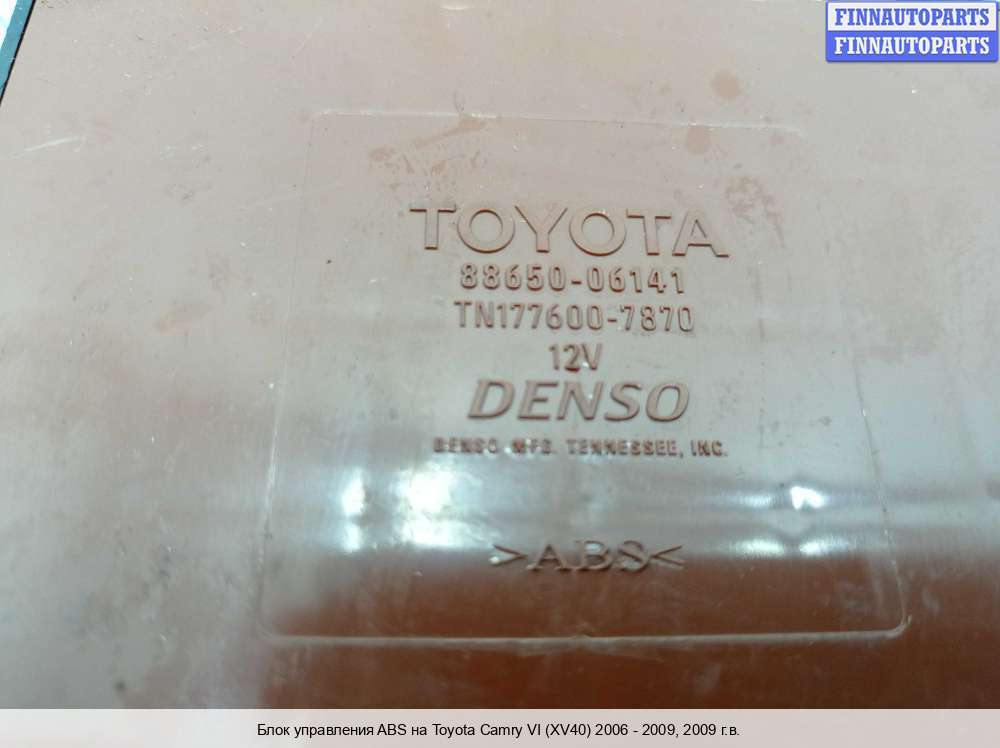 FINNAUTOPARTS
FINNAUTOPARTS
TOYOTA
88650-06141
TN177600-7870
12V
DENSO
DENSO MFG. TENNESSEE, INC.
>ABS<
Блок управления ABS на Toyota Camry VI (XV40) 2006 - 2009, 2009 г.в.